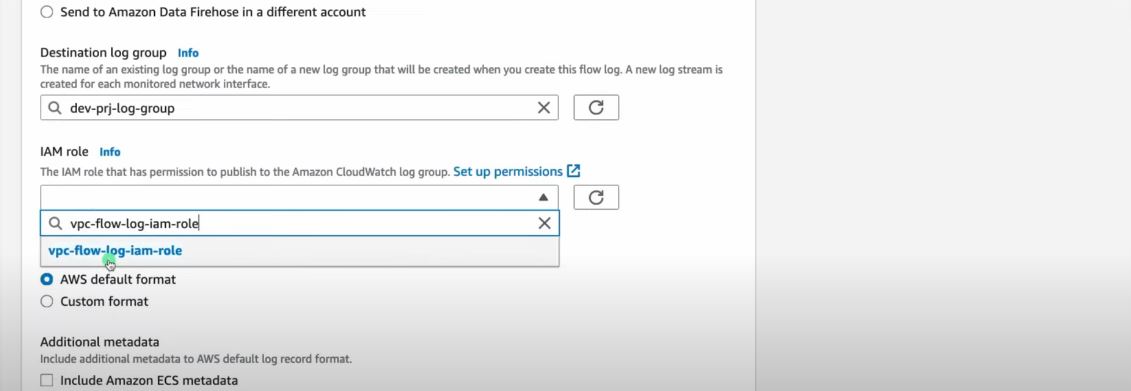 Send to Amazon Data Firehose in a different account
Destination log group Info
The name of an existing log group or the name of a new log group that will be created when you create this flow log. A new log stream is
created for each monitored network interface.
dev-prj-log-group
IAM role Info
The IAM role that has permission to publish to the Amazon CloudWatch log group. Set up permissions
vpc-flow-log-iam-role
vpc-flow-log-iam-role
AWS default format
Custom format
Additional metadata
Include additional metadata to AWS default log record format.
Include Amazon ECS metadata